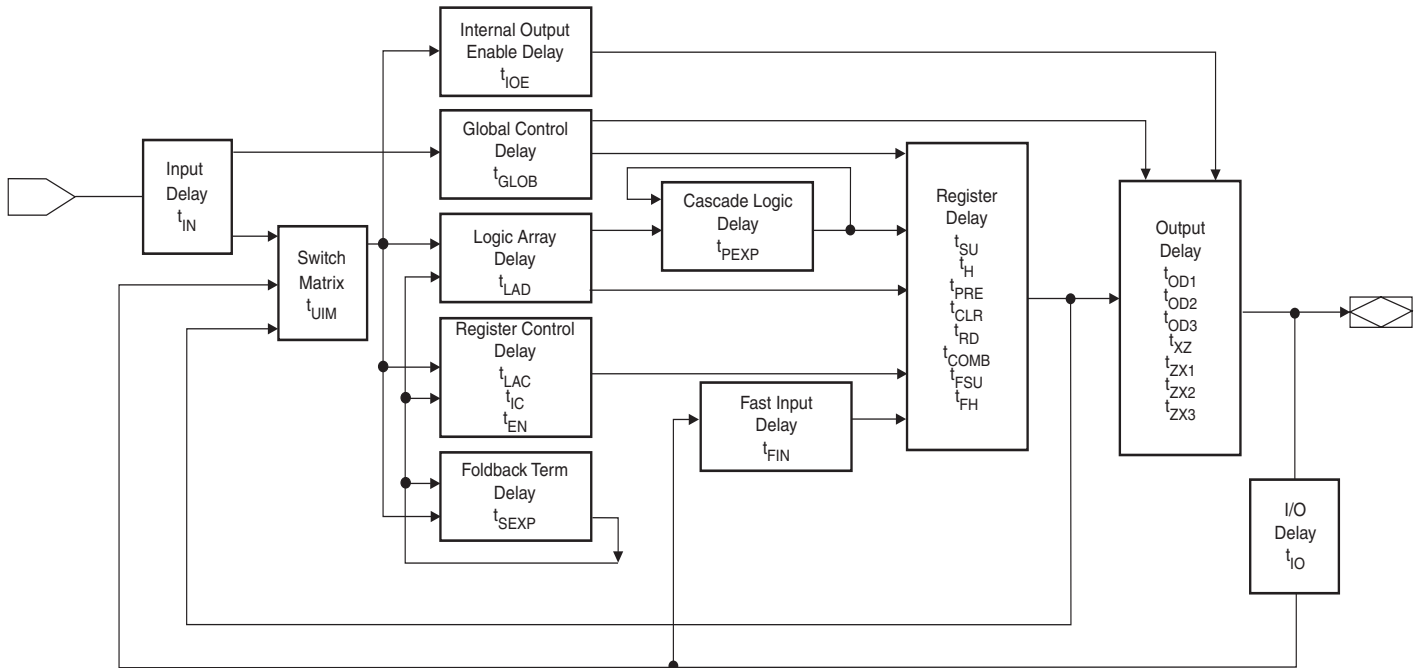 Internal Output
Enable Delay
tIOE
Global Control
Delay
tGLOB
Input
Delay
tIN
Switch
Matrix
tUIM
Logic Array
Delay
tLAD
Cascade Logic
Delay
tPEXP
Register Control
Delay
tLAC
tIC
tEN
Fast Input
Delay
tFIN
Foldback Term
Delay
tSEXP
Register
Delay
tSU
tH
tPRE
tCLR
tRD
tCOMB
tFSU
tFH
Output
Delay
tOD1
tOD2
tOD3
tXZ
tZX1
tZX2
tZX3
I/O
Delay
tIO